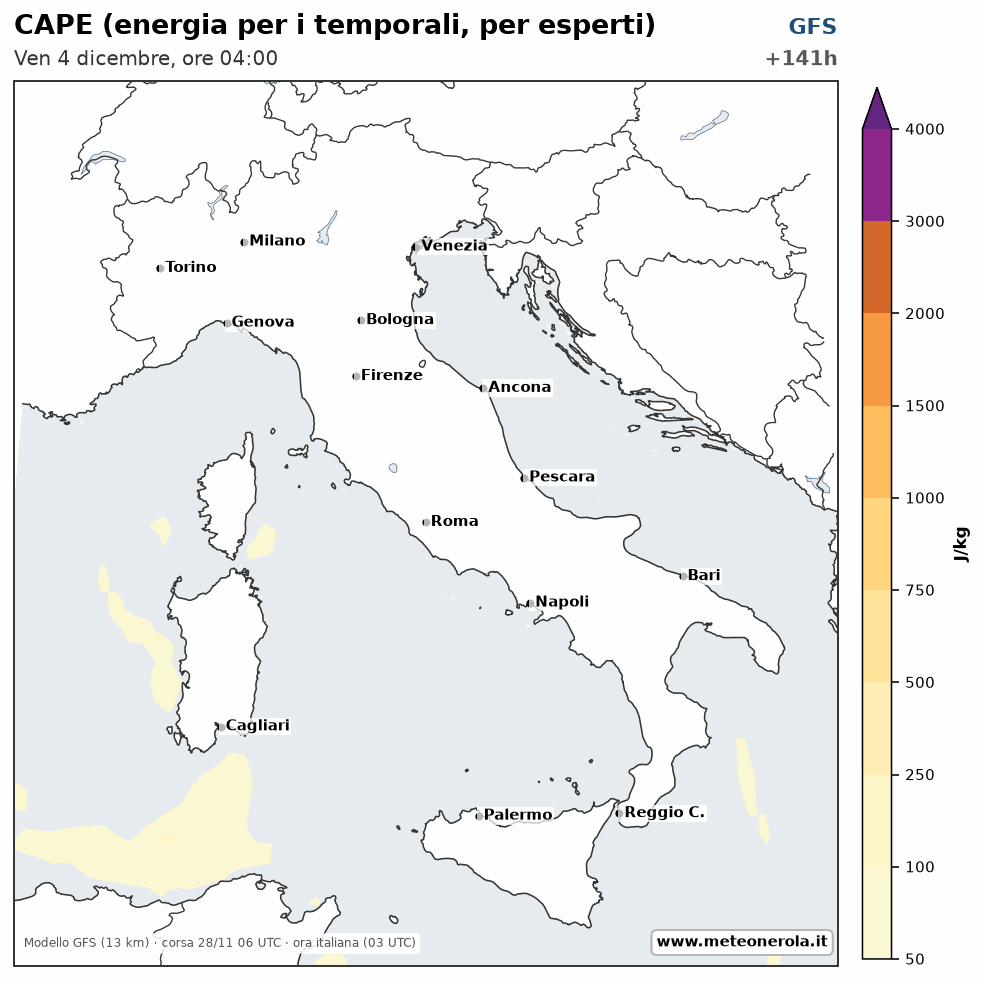 CAPE (energia per i temporali, per esperti)
GFS
Ven 4 dicembre, ore 04:00
+141h
4000
3000
2000
1500
1000
750
500
250
100
50
J/kg
Milano
Venezia
Torino
Genova
Bologna
Firenze
Ancona
Pescara
Roma
Bari
Napoli
Cagliari
Palermo
Reggio C.
Modello GFS (13 km) · corsa 28/11 06 UTC · ora italiana (03 UTC)
www.meteonerola.it